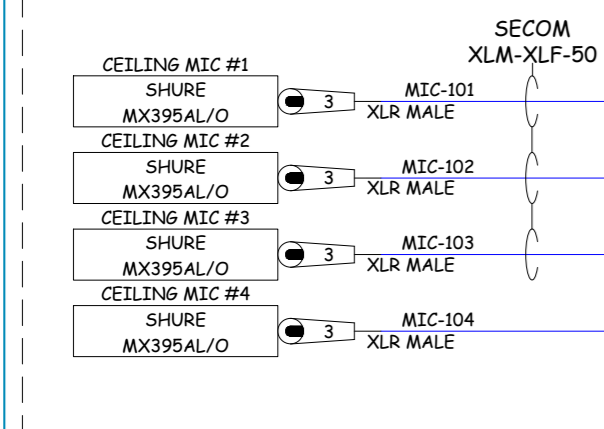 SECOM
XLM-XLF-50
CEILING MIC #1
SHURE
MX395AL/O
3
MIC-101
XLR MALE
CEILING MIC #2
SHURE
MX395AL/O
3
MIC-102
XLR MALE
CEILING MIC #3
SHURE
MX395AL/O
3
MIC-103
XLR MALE
CEILING MIC #4
SHURE
MX395AL/O
3
MIC-104
XLR MALE